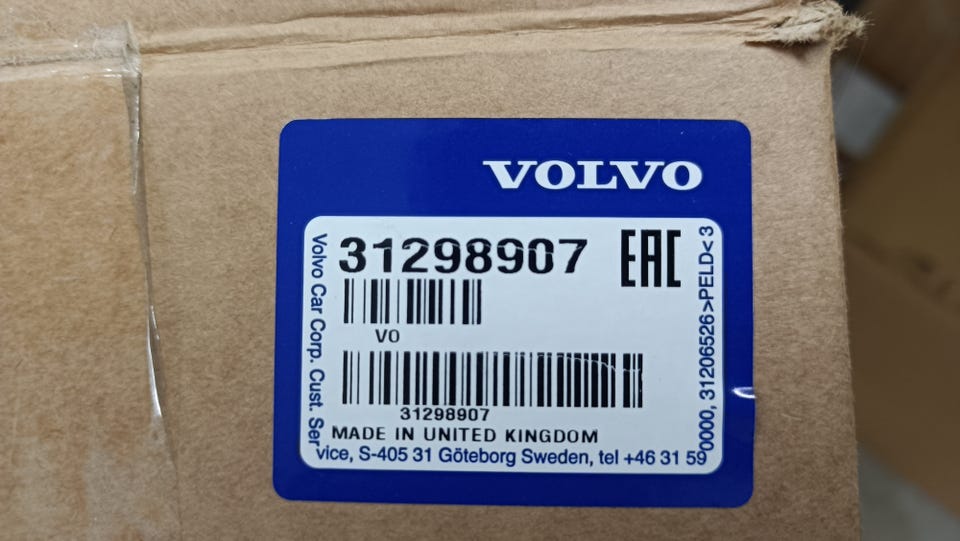 VOLVO
31298907
EAC
VO
31298907
MADE IN UNITED KINGDOM
Volvo Car Corp. Cust. Ser
vice, S-405 31 Göteborg Sweden, tel +46 31 59
0000, 31206526>PELD< 3